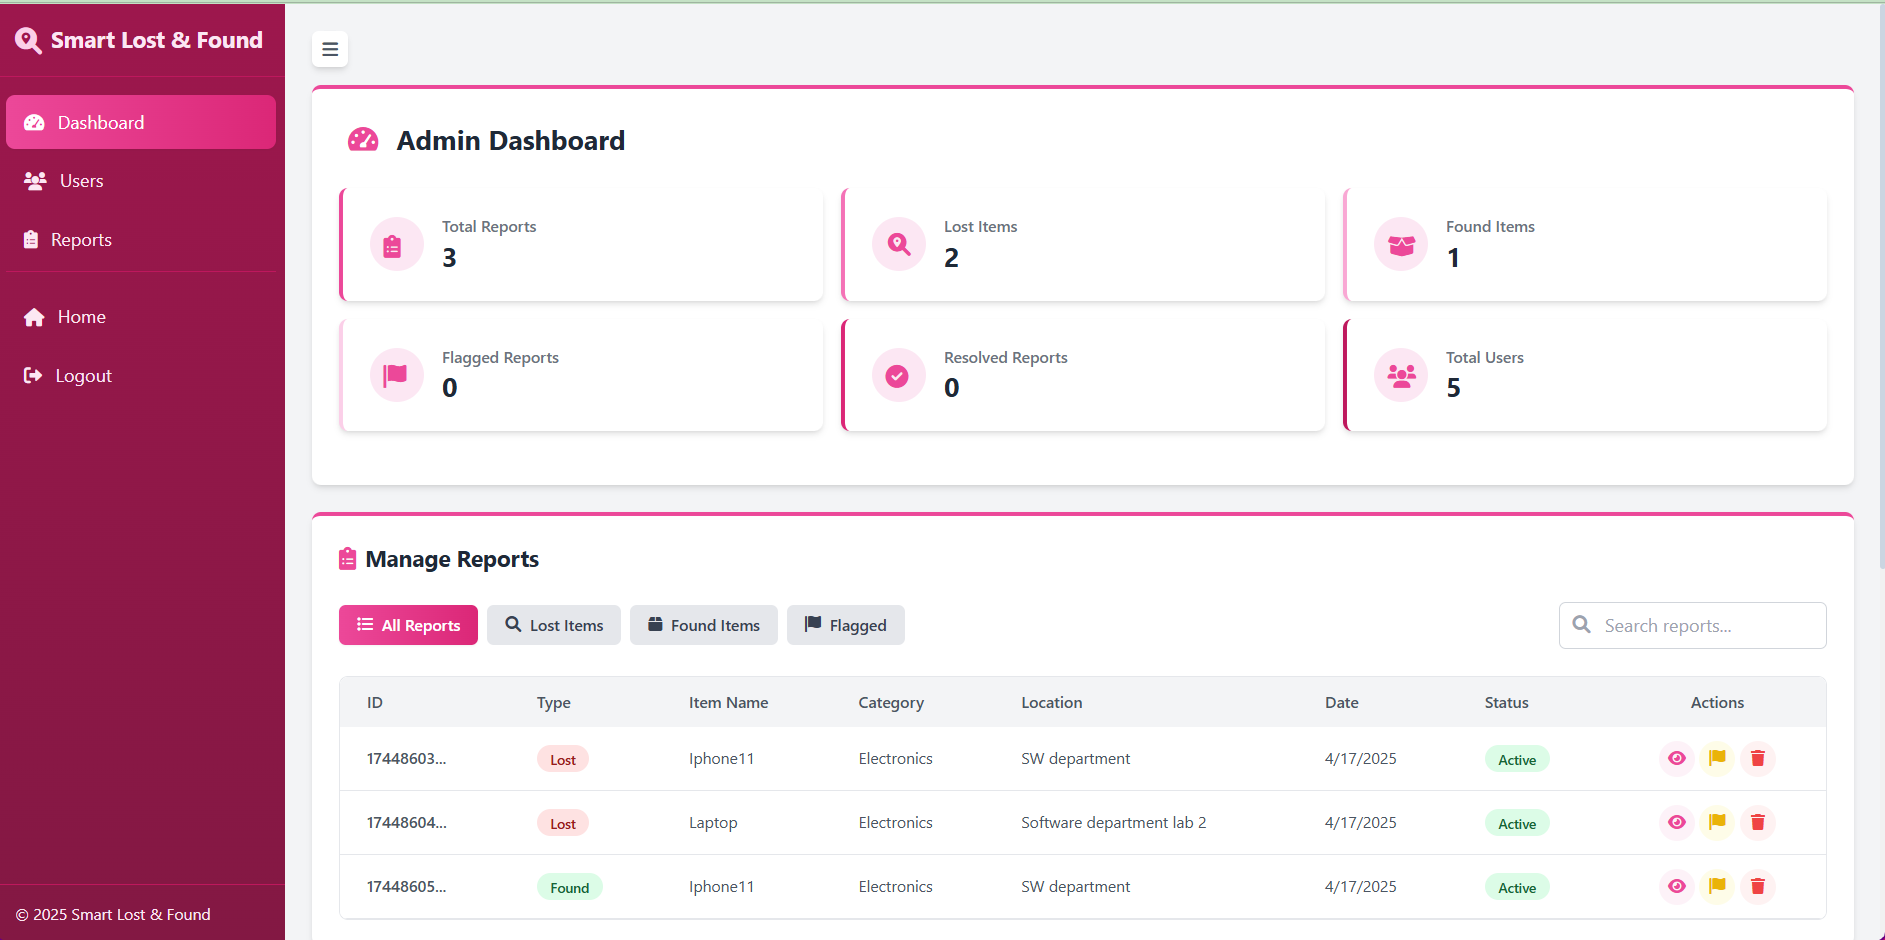 Smart Lost & Found
Dashboard
Users
Reports
Home
Logout
© 2025 Smart Lost & Found
Admin Dashboard
Total Reports
3
Lost Items
2
Found Items
1
Flagged Reports
0
Resolved Reports
0
Total Users
5
Manage Reports
All Reports Lost Items Found Items Flagged Search reports...
ID Type Item Name Category Location Date Status Actions
17448603... Lost Iphone11 Electronics SW department 4/17/2025 Active
17448604... Lost Laptop Electronics Software department lab 2 4/17/2025 Active
17448605... Found Iphone11 Electronics SW department 4/17/2025 Active